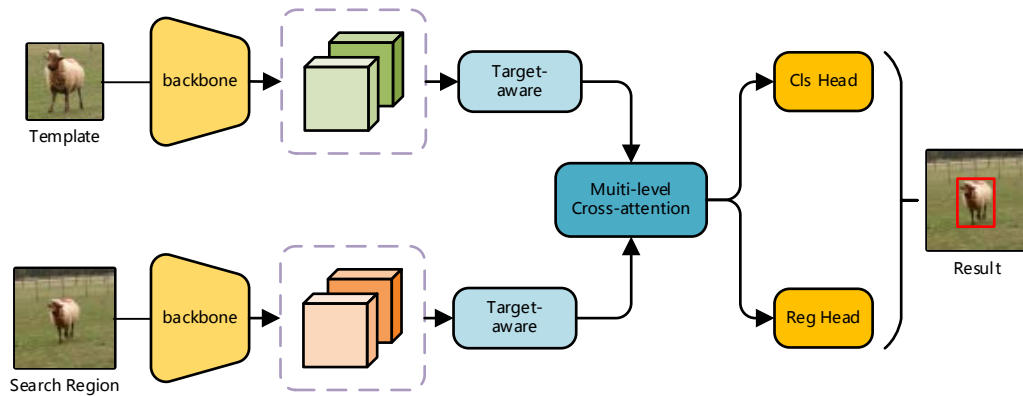 Template
backbone
Target-
aware
Muiti-level
Cross-attention
Cls Head
Reg Head
Result
Search Region
backbone
Target-
aware